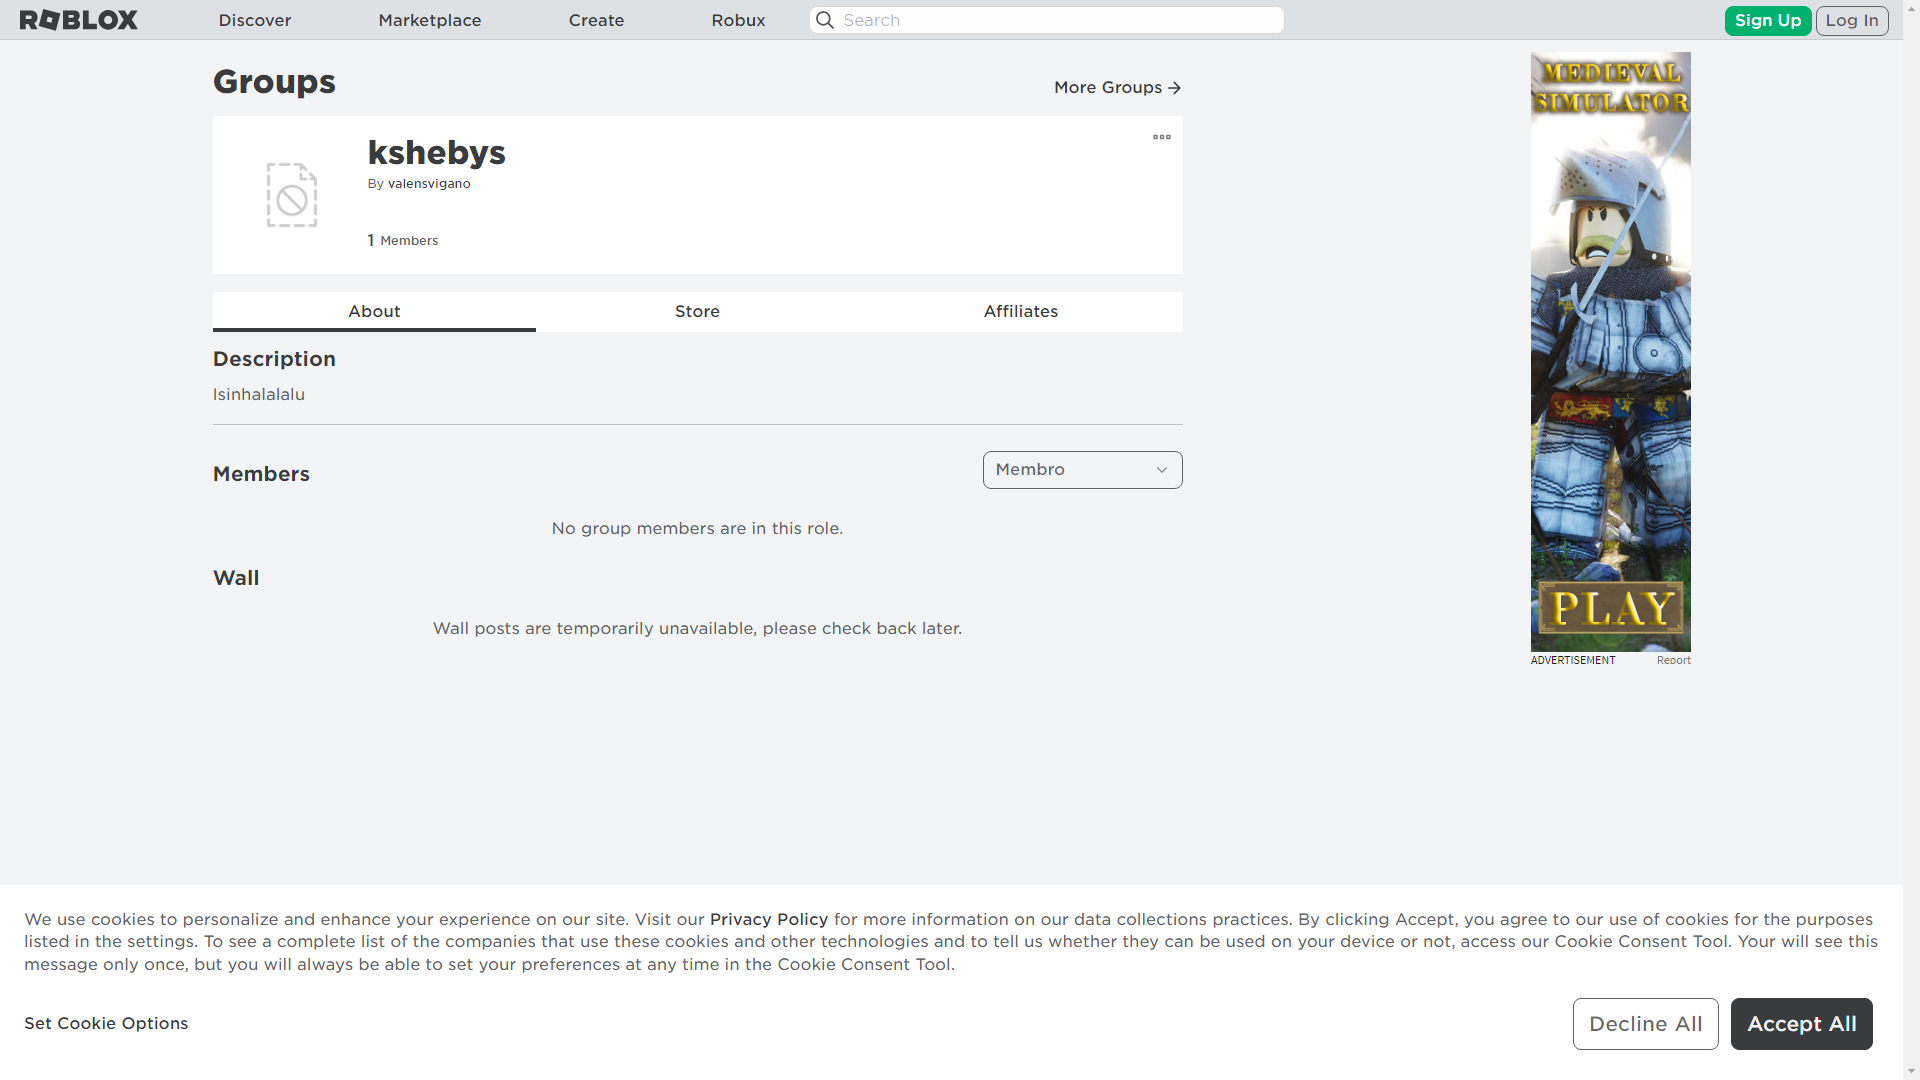 ROBLOX
Discover
Marketplace
Create
Robux
Search
Sign Up
Log In
Groups
More Groups
kshebys
By valensvigano
1 Members
About
Store
Affiliates
Description
Isinhalalalu
Members
Membro
No group members are in this role.
Wall
Wall posts are temporarily unavailable, please check back later.
MEDIEVAL
SIMULATOR
PLAY
ADVERTISEMENT
Report
We use cookies to personalize and enhance your experience on our site. Visit our Privacy Policy for more information on our data collections practices. By clicking Accept, you agree to our use of cookies for the purposes
listed in the settings. To see a complete list of the companies that use these cookies and other technologies and to tell us whether they can be used on your device or not, access our Cookie Consent Tool. Your will see this
message only once, but you will always be able to set your preferences at any time in the Cookie Consent Tool.
Set Cookie Options
Decline All
Accept All